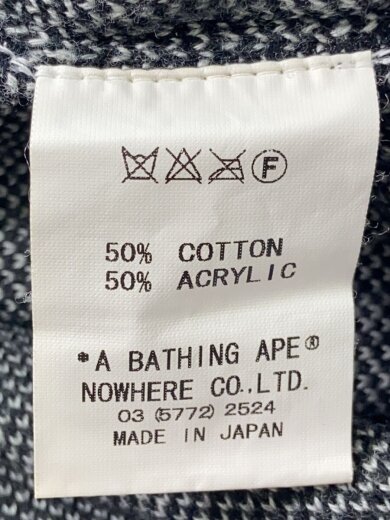 F
50% COTTON
50% ACRYLIC
*A BATHING APE®
NOWHERE CO.,LTD.
03 (5772) 2524
MADE IN JAPAN